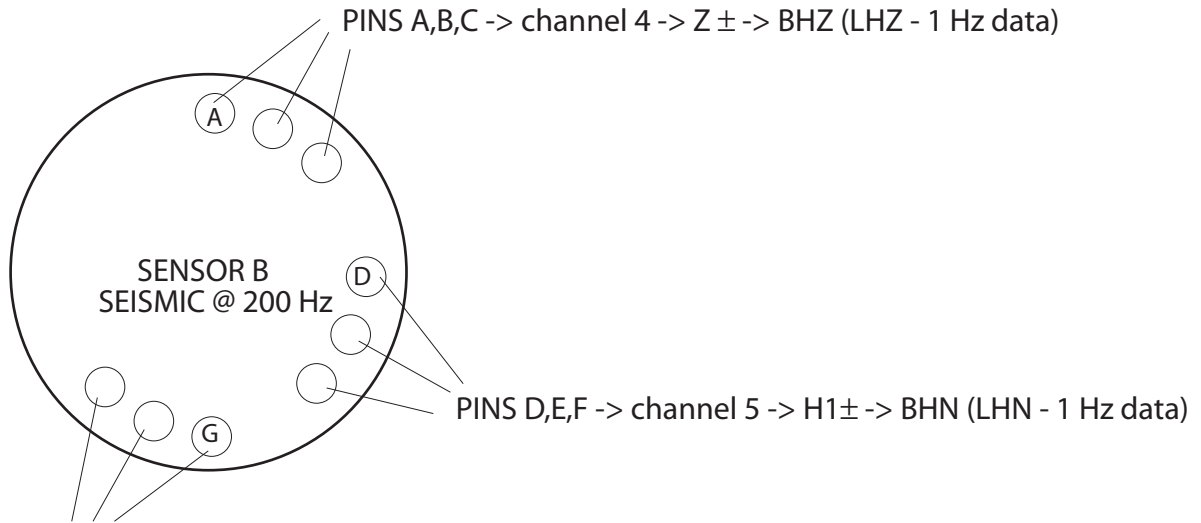 PINS A,B,C -> channel 4 -> Z ± -> BHZ (LHZ - 1 Hz data)
A
SENSOR B
D
SEISMIC @ 200 Hz
PINS D,E,F -> channel 5 -> H1± -> BHN (LHN - 1 Hz data)
G